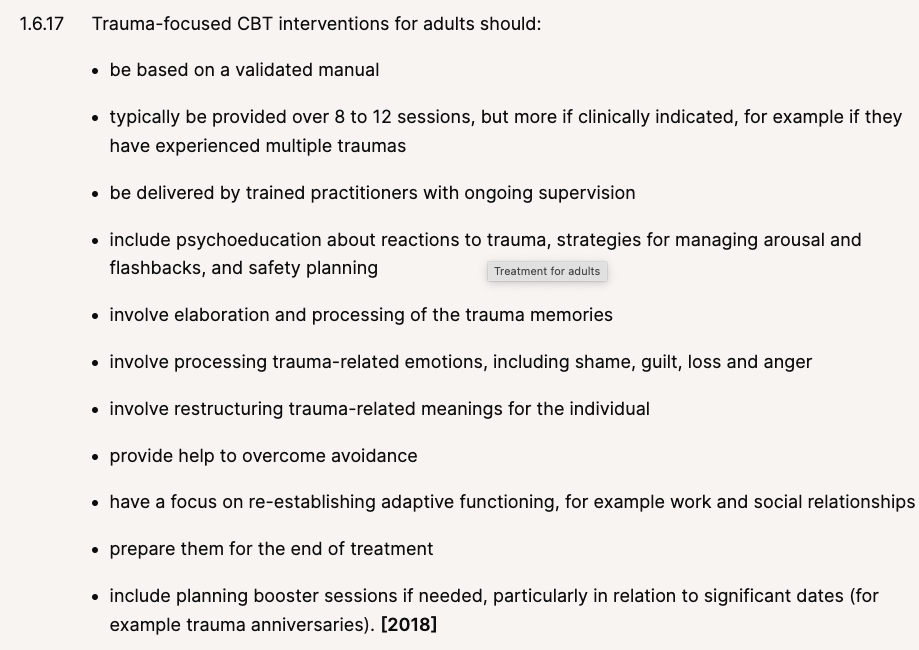 1.6.17 Trauma-focused CBT interventions for adults should:
• be based on a validated manual
• typically be provided over 8 to 12 sessions, but more if clinically indicated, for example if they
have experienced multiple traumas
• be delivered by trained practitioners with ongoing supervision
• include psychoeducation about reactions to trauma, strategies for managing arousal and
flashbacks, and safety planning
Treatment for adults
• involve elaboration and processing of the trauma memories
• involve processing trauma-related emotions, including shame, guilt, loss and anger
• involve restructuring trauma-related meanings for the individual
• provide help to overcome avoidance
• have a focus on re-establishing adaptive functioning, for example work and social relationships
• prepare them for the end of treatment
• include planning booster sessions if needed, particularly in relation to significant dates (for
example trauma anniversaries). [2018]